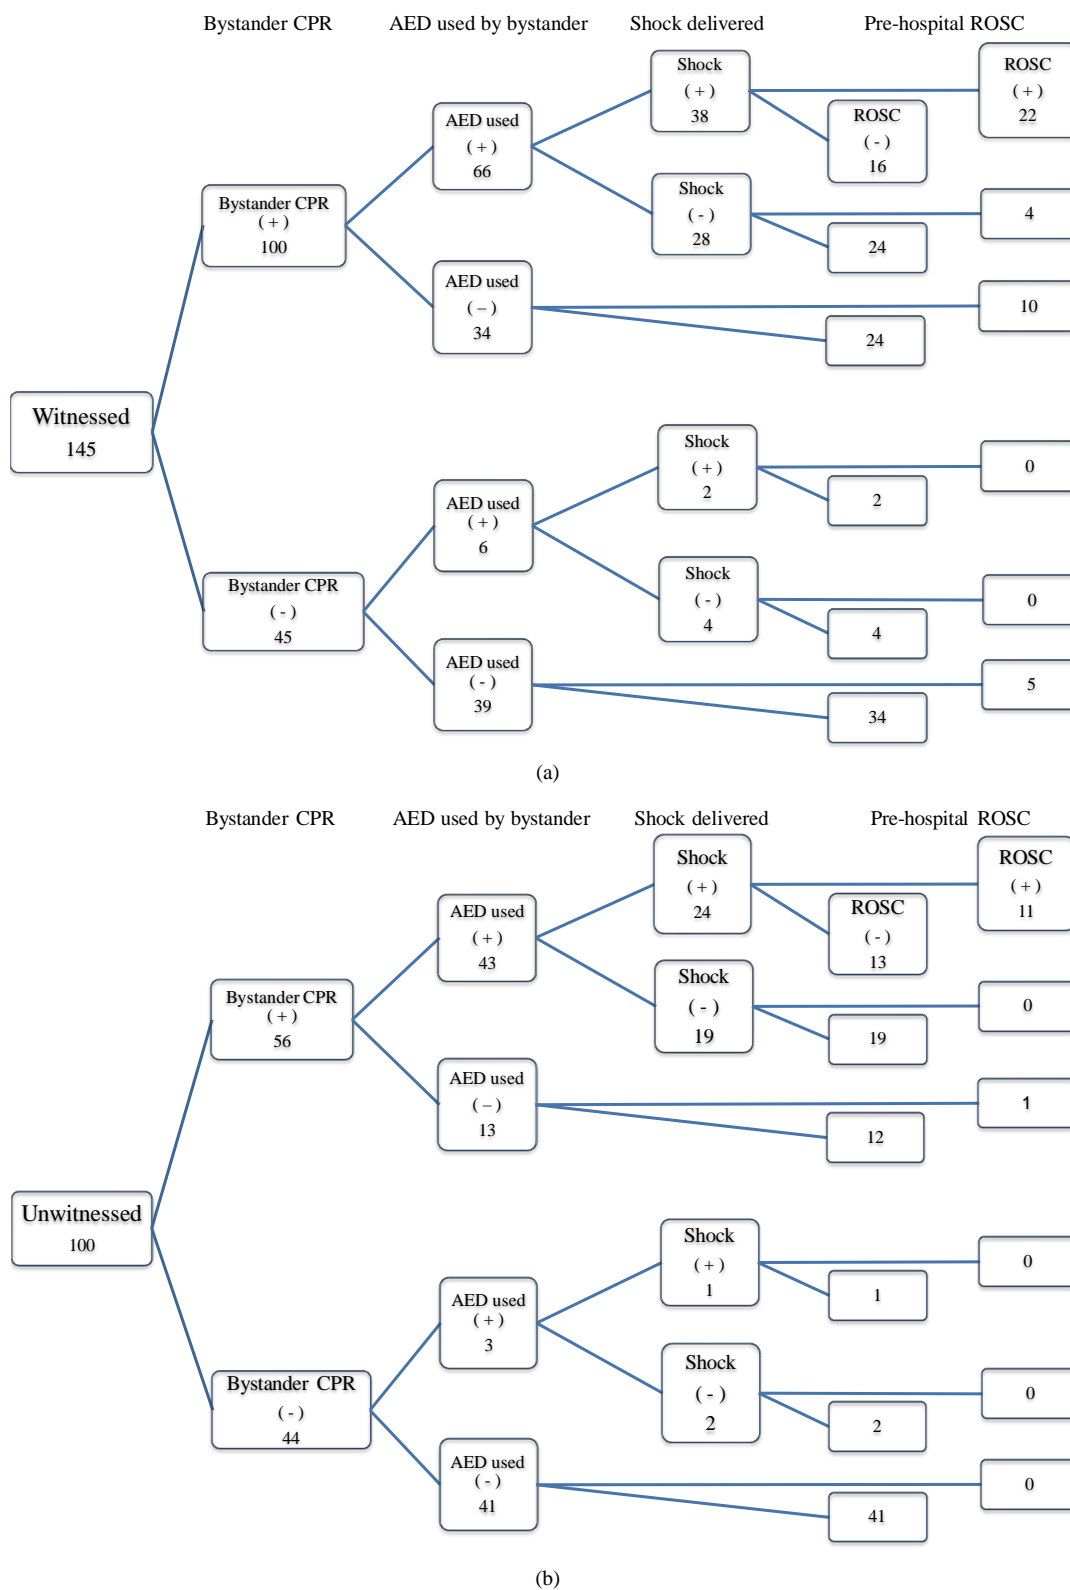 Bystander CPR AED used by bystander Shock delivered Pre-hospital ROSC
Shock
( + )
38
ROSC
( + )
22
ROSC
( - )
16
AED used
( + )
66
Shock
( - )
28
4
24
Bystander CPR
( + )
100
AED used
( – )
34
10
24
Witnessed
145
Shock
( + )
2
0
2
AED used
( + )
6
Shock
( - )
4
0
4
Bystander CPR
( - )
45
AED used
( - )
39
5
34
(a)
Bystander CPR AED used by bystander Shock delivered Pre-hospital ROSC
Shock
( + )
24
ROSC
( + )
11
ROSC
( - )
13
AED used
( + )
43
Shock
( - )
19
0
19
Bystander CPR
( + )
56
AED used
( – )
13
1
12
Unwitnessed
100
Shock
( + )
1
0
1
AED used
( + )
3
Shock
( - )
2
0
2
Bystander CPR
( - )
44
AED used
( - )
41
0
41
(b)